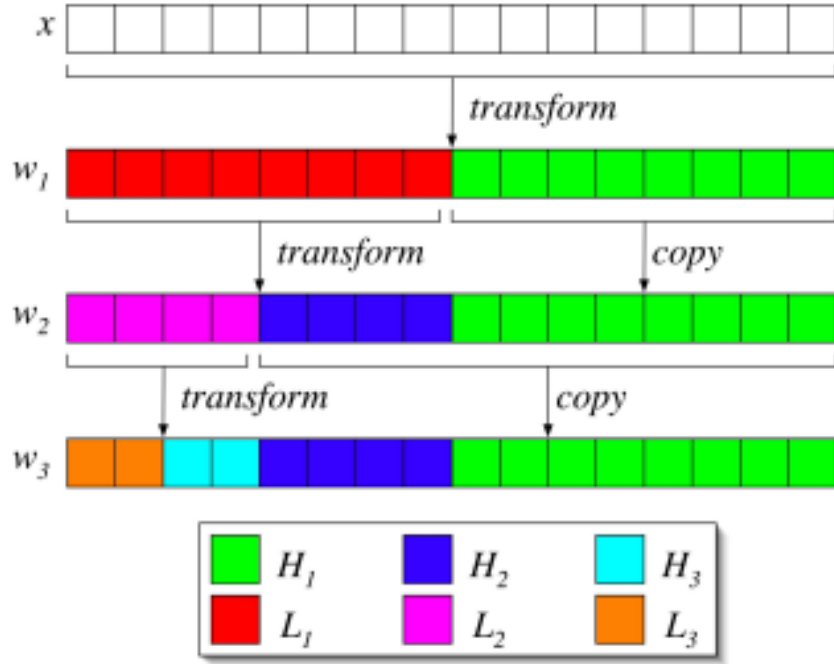 x
transform
w1
transform copy
w2
transform copy
w3
H1 H2 H3
L1 L2 L3